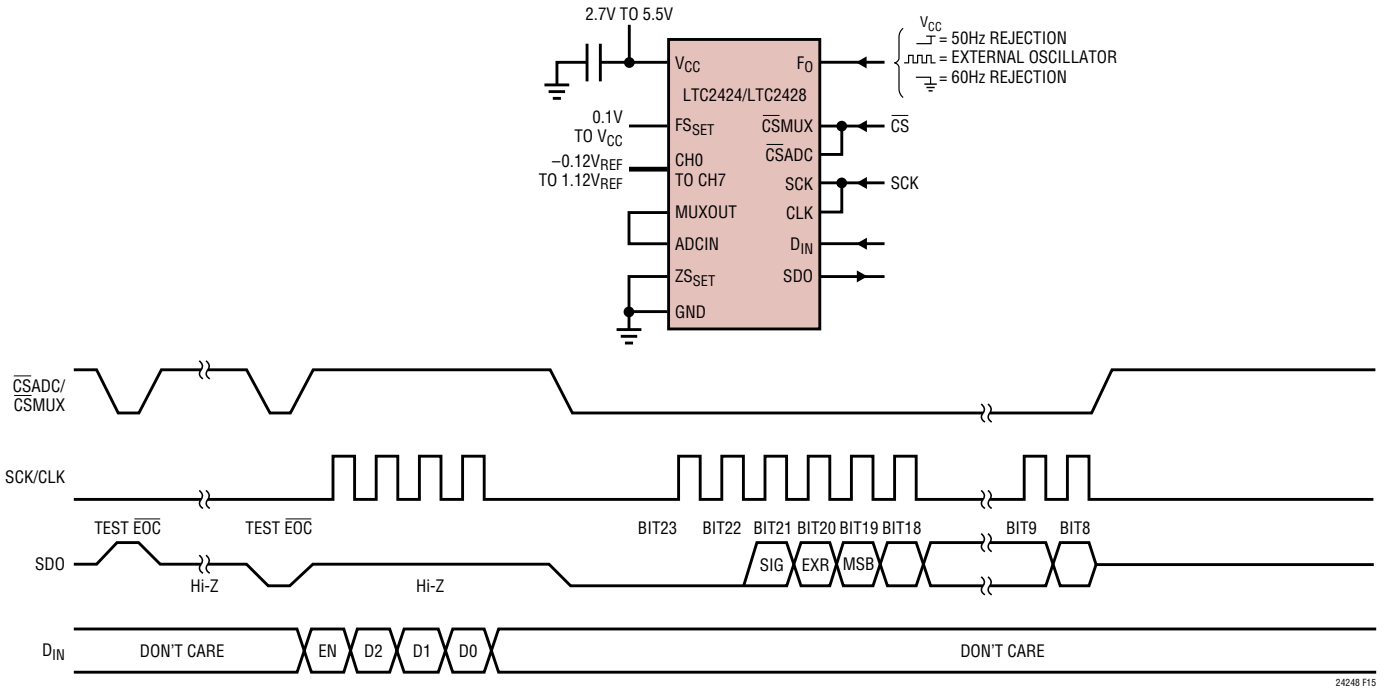 2.7V TO 5.5V
VCC
FO
LTC2424/LTC2428
VCC
= 50Hz REJECTION
= EXTERNAL OSCILLATOR
= 60Hz REJECTION
0.1V
TO VCC
FSSET
CSMUX
CS
CSADC
–0.12VREF
TO 1.12VREF
CH0
TO CH7
SCK
SCK
MUXOUT
CLK
ADCIN
DIN
ZSSET
SDO
GND
CSADC/
CSMUX
SCK/CLK
TEST EOC
TEST EOC
BIT23
BIT22
BIT21
BIT20
BIT19
BIT18
BIT9
BIT8
SDO
SIG
EXR
MSB
Hi-Z
Hi-Z
DIN
DON'T CARE
EN
D2
D1
D0
DON'T CARE
24248 F15